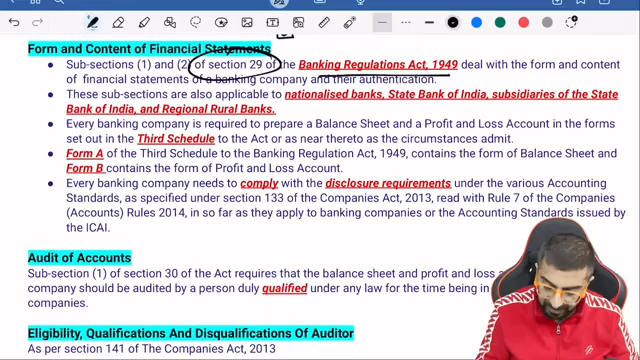 Form and Content of Financial Statements
Sub-sections (1) and (2) of section 29 of the Banking Regulations Act, 1949 deal with the form and content
of financial statements of a banking company and their authentication.
These sub-sections are also applicable to nationalised banks, State Bank of India, subsidiaries of the State
Bank of India, and Regional Rural Banks.
Every banking company is required to prepare a Balance Sheet and a Profit and Loss Account in the forms
set out in the Third Schedule to the Act or as near thereto as the circumstances admit.
Form A of the Third Schedule to the Banking Regulation Act, 1949, contains the form of Balance Sheet and
Form B contains the form of Profit and Loss Account.
Every banking company needs to comply with the disclosure requirements under the various Accounting
Standards, as specified under section 133 of the Companies Act, 2013, read with Rule 7 of the Companies
(Accounts) Rules 2014, in so far as they apply to banking companies or the Accounting Standards issued by
the ICAI.
Audit of Accounts
Sub-section (1) of section 30 of the Act requires that the balance sheet and profit and loss
company should be audited by a person duly qualified under any law for the time being in
companies.
Eligibility, Qualifications And Disqualifications Of Auditor
As per section 141 of The Companies Act, 2013